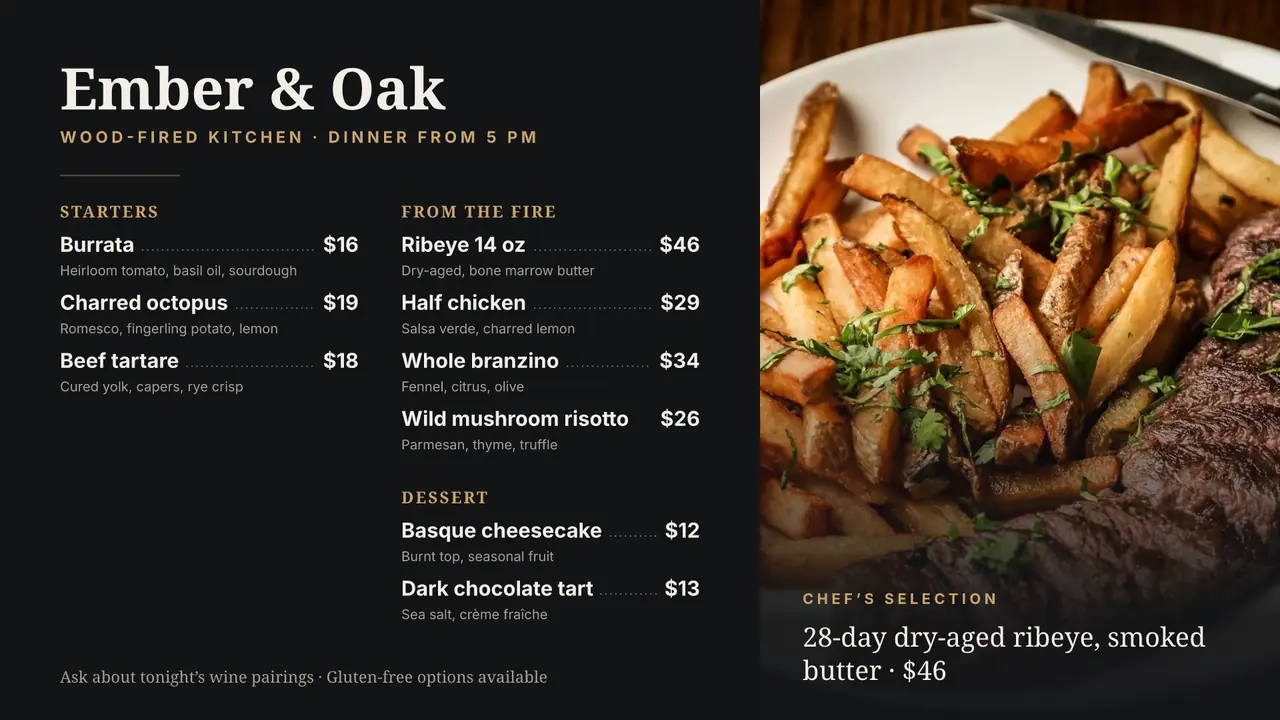 Ember & Oak
WOOD-FIRED KITCHEN · DINNER FROM 5 PM
STARTERS
Burrata $16
Heirloom tomato, basil oil, sourdough
Charred octopus $19
Romesco, fingerling potato, lemon
Beef tartare $18
Cured yolk, capers, rye crisp
FROM THE FIRE
Ribeye 14 oz $46
Dry-aged, bone marrow butter
Half chicken $29
Salsa verde, charred lemon
Whole branzino $34
Fennel, citrus, olive
Wild mushroom risotto $26
Parmesan, thyme, truffle
DESSERT
Basque cheesecake $12
Burnt top, seasonal fruit
Dark chocolate tart $13
Sea salt, crème fraîche
Ask about tonight’s wine pairings · Gluten-free options available
CHEF’S SELECTION
28-day dry-aged ribeye, smoked
butter · $46